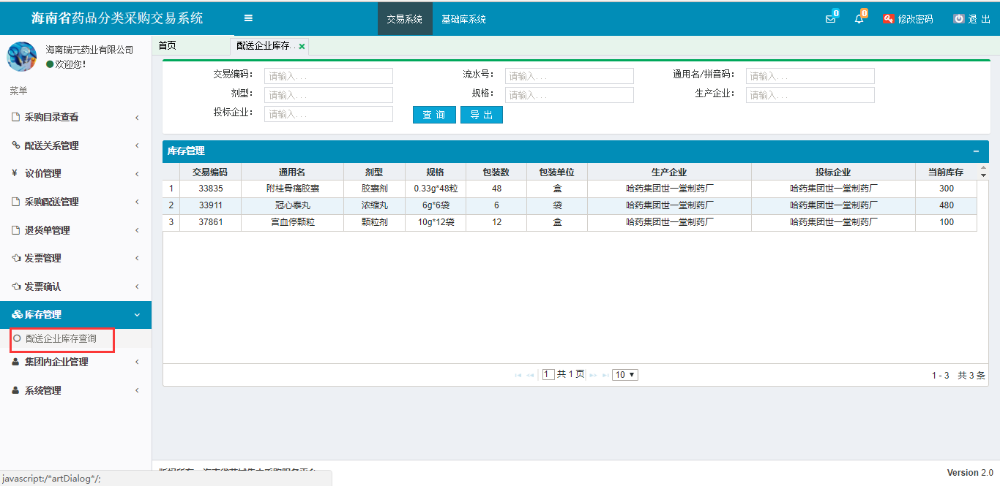 海南省药品分类采购交易系统
交易系统 基础库系统
0 0 修改密码 退 出
海南瑞元药业有限公司
欢迎您!
菜单
采购目录查看
配送关系管理
¥ 议价管理
采购配送管理
退货单管理
发票管理
发票确认
库存管理
配送企业库存查询
集团内企业管理
系统管理
首页 配送企业库存. . ×
交易编码: 请输入. . . 流水号: 请输入. . . 通用名/拼音码: 请输入. . .
剂型: 请输入. . . 规格: 请输入. . . 生产企业: 请输入. . .
投标企业: 请输入. . . 查 询 导 出
库存管理
交易编码 通用名 剂型 规格 包装数 包装单位 生产企业 投标企业 当前库存
1 33835 附桂骨痛胶囊 胶囊剂 0.33g*48粒 48 盒 哈药集团世一堂制药厂 哈药集团世一堂制药厂 300
2 33911 冠心泰丸 浓缩丸 6g*6袋 6 袋 哈药集团世一堂制药厂 哈药集团世一堂制药厂 480
3 37861 宫血停颗粒 颗粒剂 10g*12袋 12 盒 哈药集团世一堂制药厂 哈药集团世一堂制药厂 100
1 共 1 页 10 1 - 3 共 3 条
Version 2.0
javascript:/*artDialog*/;